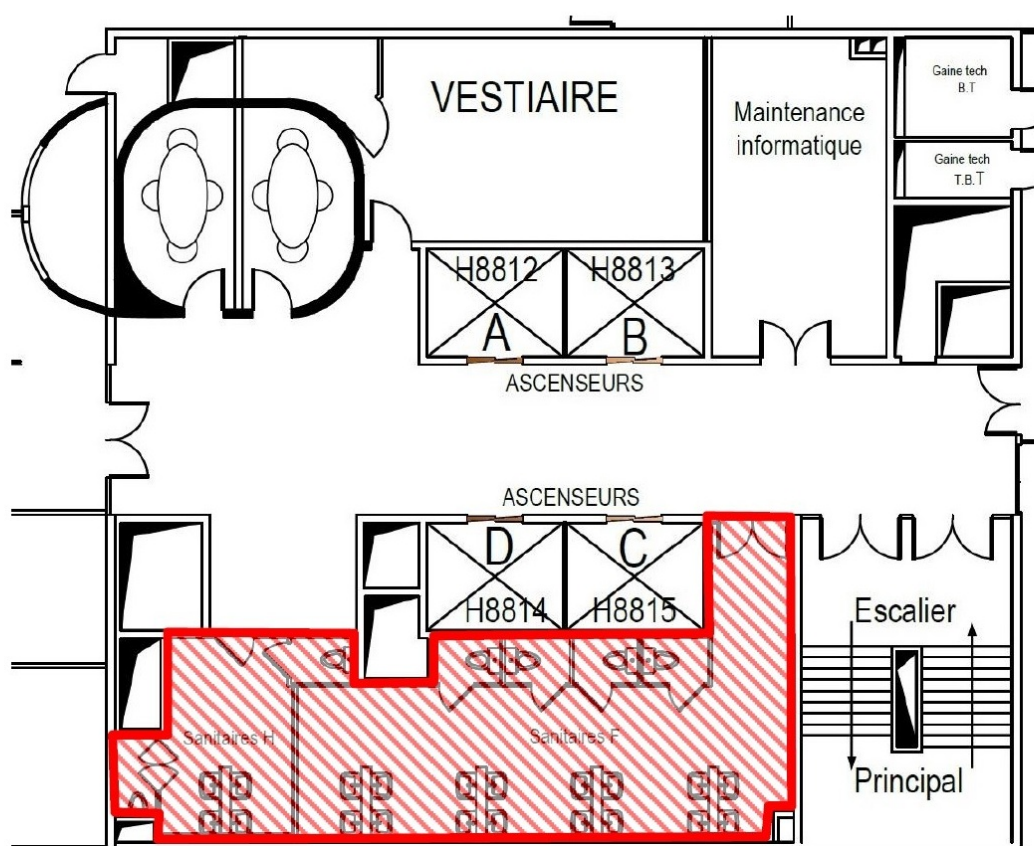 VESTIAIRE
Maintenance
informatique
Gaine tech
B.T
Gaine tech
T.B.T
H8812
H8813
A
B
ASCENSEURS
ASCENSEURS
D
C
H8814
H8815
Escalier
Sanitaires H
Sanitaires F
Principal